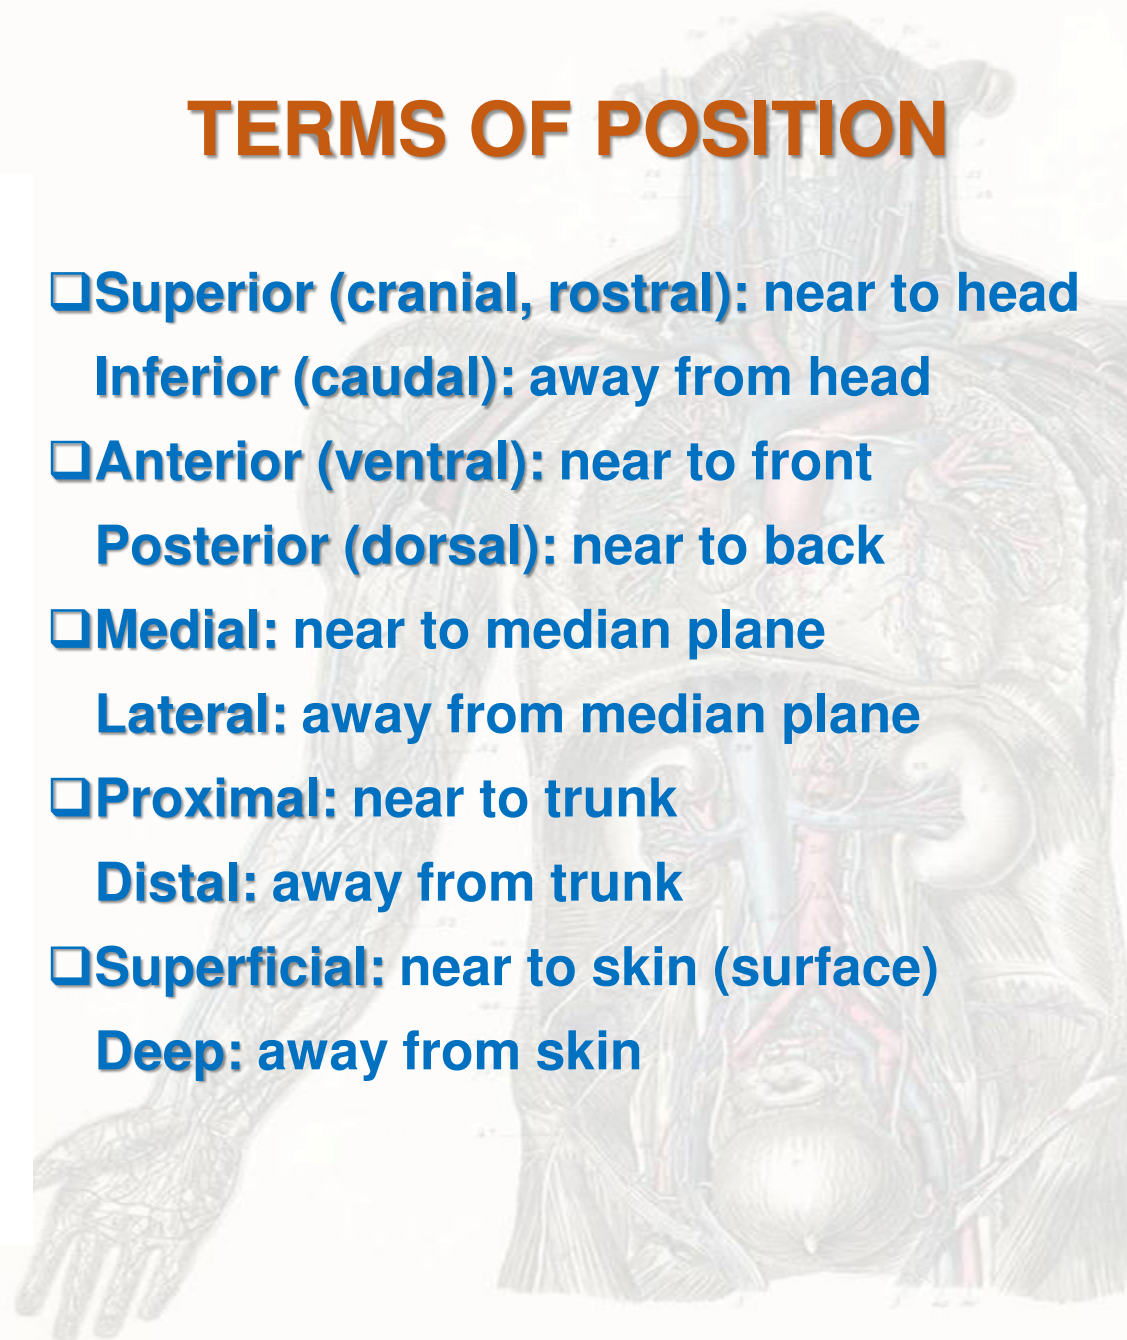 TERMS OF POSITION
❑Superior (cranial, rostral): near to head
Inferior (caudal): away from head
❑Anterior (ventral): near to front
Posterior (dorsal): near to back
❑Medial: near to median plane
Lateral: away from median plane
❑Proximal: near to trunk
Distal: away from trunk
❑Superficial: near to skin (surface)
Deep: away from skin